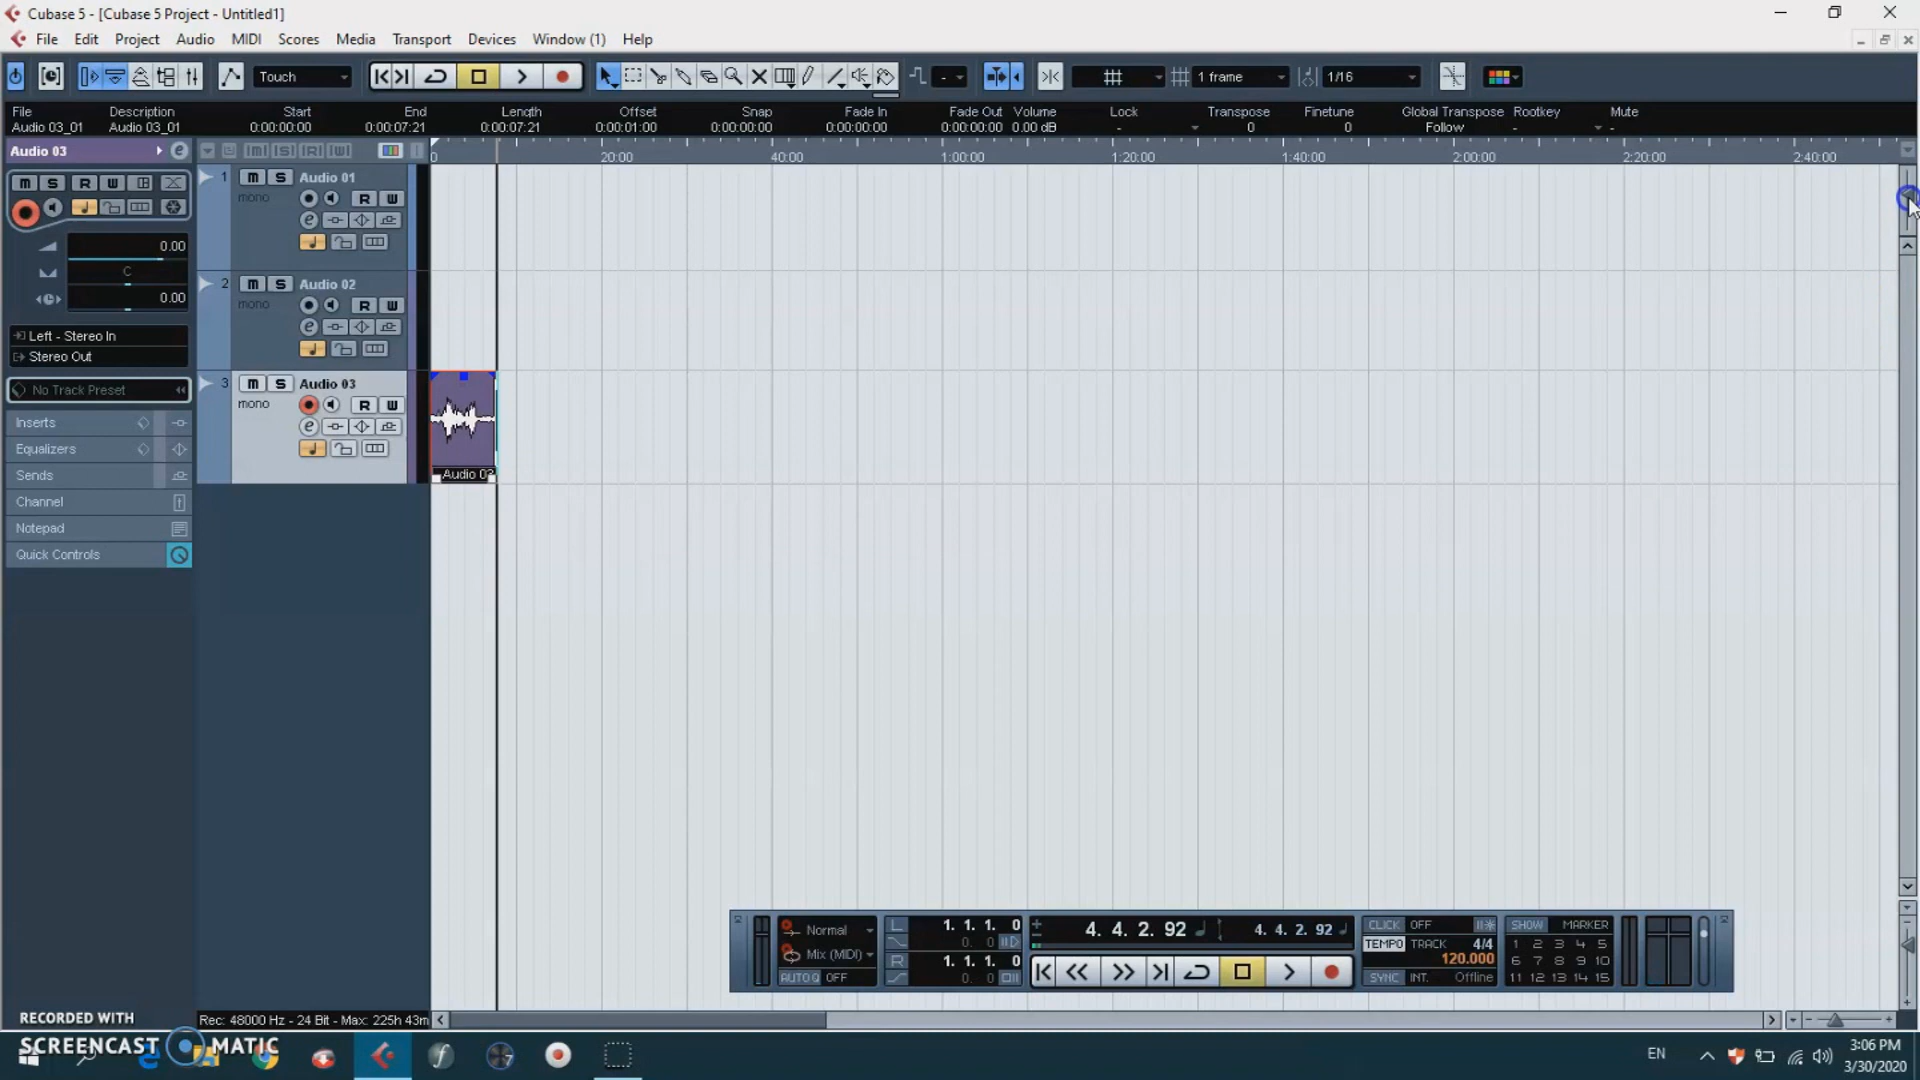 Cubase 5 - [Cubase 5 Project - Untitled1]
File Edit Project Audio MIDI Scores Media Transport Devices Window (1) Help
Touch - 1 frame 1/16
File Description Start End Length Offset Snap Fade In Fade Out Volume Lock Transpose Finetune Global Transpose Rootkey Mute
Audio 03_01 Audio 03_01 0:00:00:00 0:00:07:21 0:00:07:21 0:00:01:00 0:00:00:00 0:00:00:00 0:00:00:00 0.00 dB - 0 0 Follow - -
Audio 03
0 20:00 40:00 1:00:00 1:20:00 1:40:00 2:00:00 2:20:00 2:40:00
M S R W
0.00
C
0.00
Left - Stereo In
Stereo Out
No Track Preset
Inserts
Equalizers
Sends
Channel
Notepad
Quick Controls
1 m S Audio 01
mono R W
e
2 m S Audio 02
mono R W
e
3 m S Audio 03
mono R W
e
Audio 03
Normal
Mix (MIDI)
AUTO Q OFF
L 1. 1. 1. 0
0. 0
R 1. 1. 1. 0
0. 0
4. 4. 2. 92 4. 4. 2. 92
CLICK OFF
TEMPO TRACK 4/4
120.000
SYNC INT. Offline
SHOW MARKER
1 2 3 4 5
6 7 8 9 10
11 12 13 14 15
Rec: 48000 Hz - 24 Bit - Max: 225h 43m
RECORDED WITH
SCREENCAST MATIC
EN
3:06 PM
3/30/2020